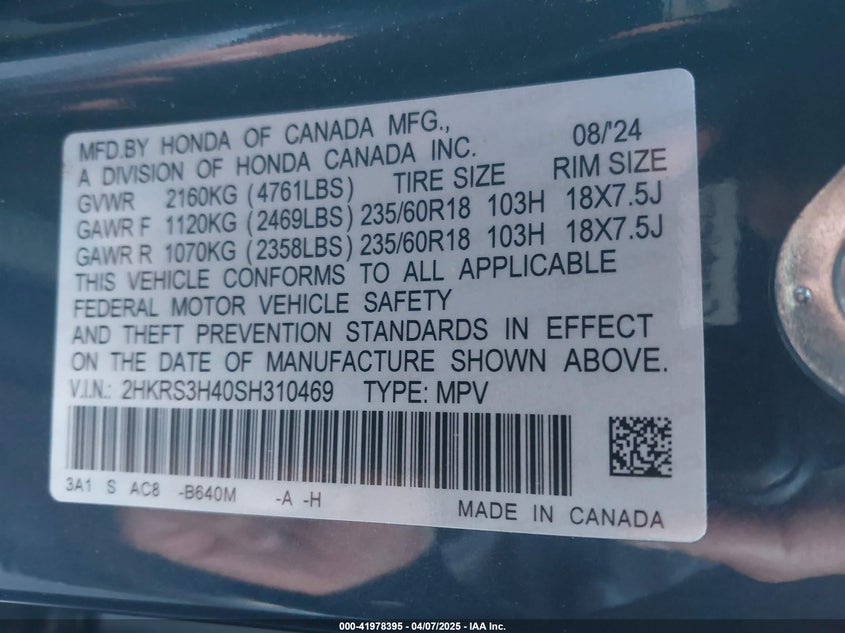 MFD.BY HONDA OF CANADA MFG., 08/'24
A DIVISION OF HONDA CANADA INC.
GVWR 2160KG (4761LBS) TIRE SIZE RIM SIZE
GAWR F 1120KG (2469LBS) 235/60R18 103H 18X7.5J
GAWR R 1070KG (2358LBS) 235/60R18 103H 18X7.5J
THIS VEHICLE CONFORMS TO ALL APPLICABLE
FEDERAL MOTOR VEHICLE SAFETY
AND THEFT PREVENTION STANDARDS IN EFFECT
ON THE DATE OF MANUFACTURE SHOWN ABOVE.
V.I.N.: 2HKRS3H40SH310469 TYPE: MPV
3A1 S AC8 -B640M -A -H
MADE IN CANADA
000-41978395 - 04/07/2025 - IAA Inc.